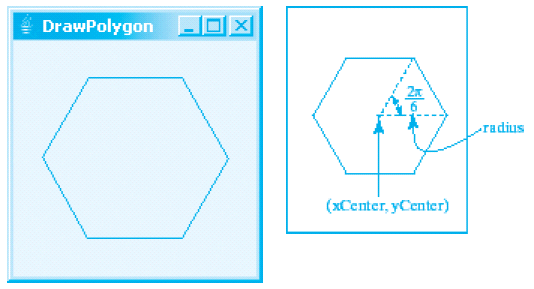 DrawPolygon
2π
6
radius
(xCenter, yCenter)